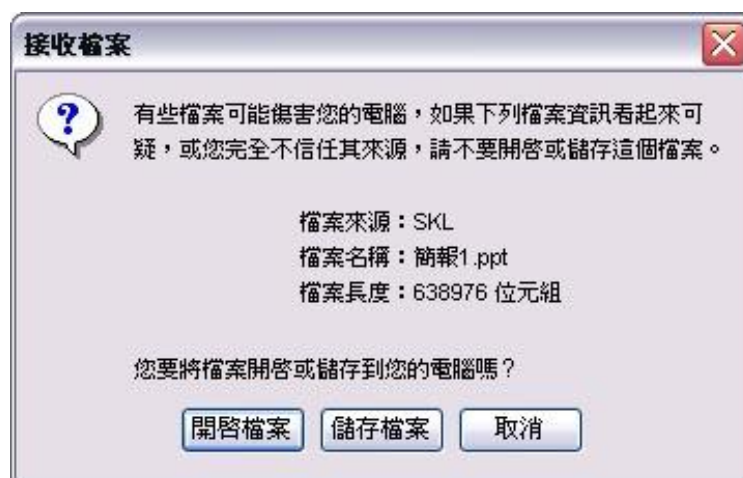 接收檔案
有些檔案可能傷害您的電腦，如果下列檔案資訊看起來可
疑，或您完全不信任其來源，請不要開啓或儲存這個檔案。
檔案來源：SKL
檔案名稱：簡報1.ppt
檔案長度：638976 位元組
您要將檔案開啓或儲存到您的電腦嗎？
開啓檔案 儲存檔案 取消